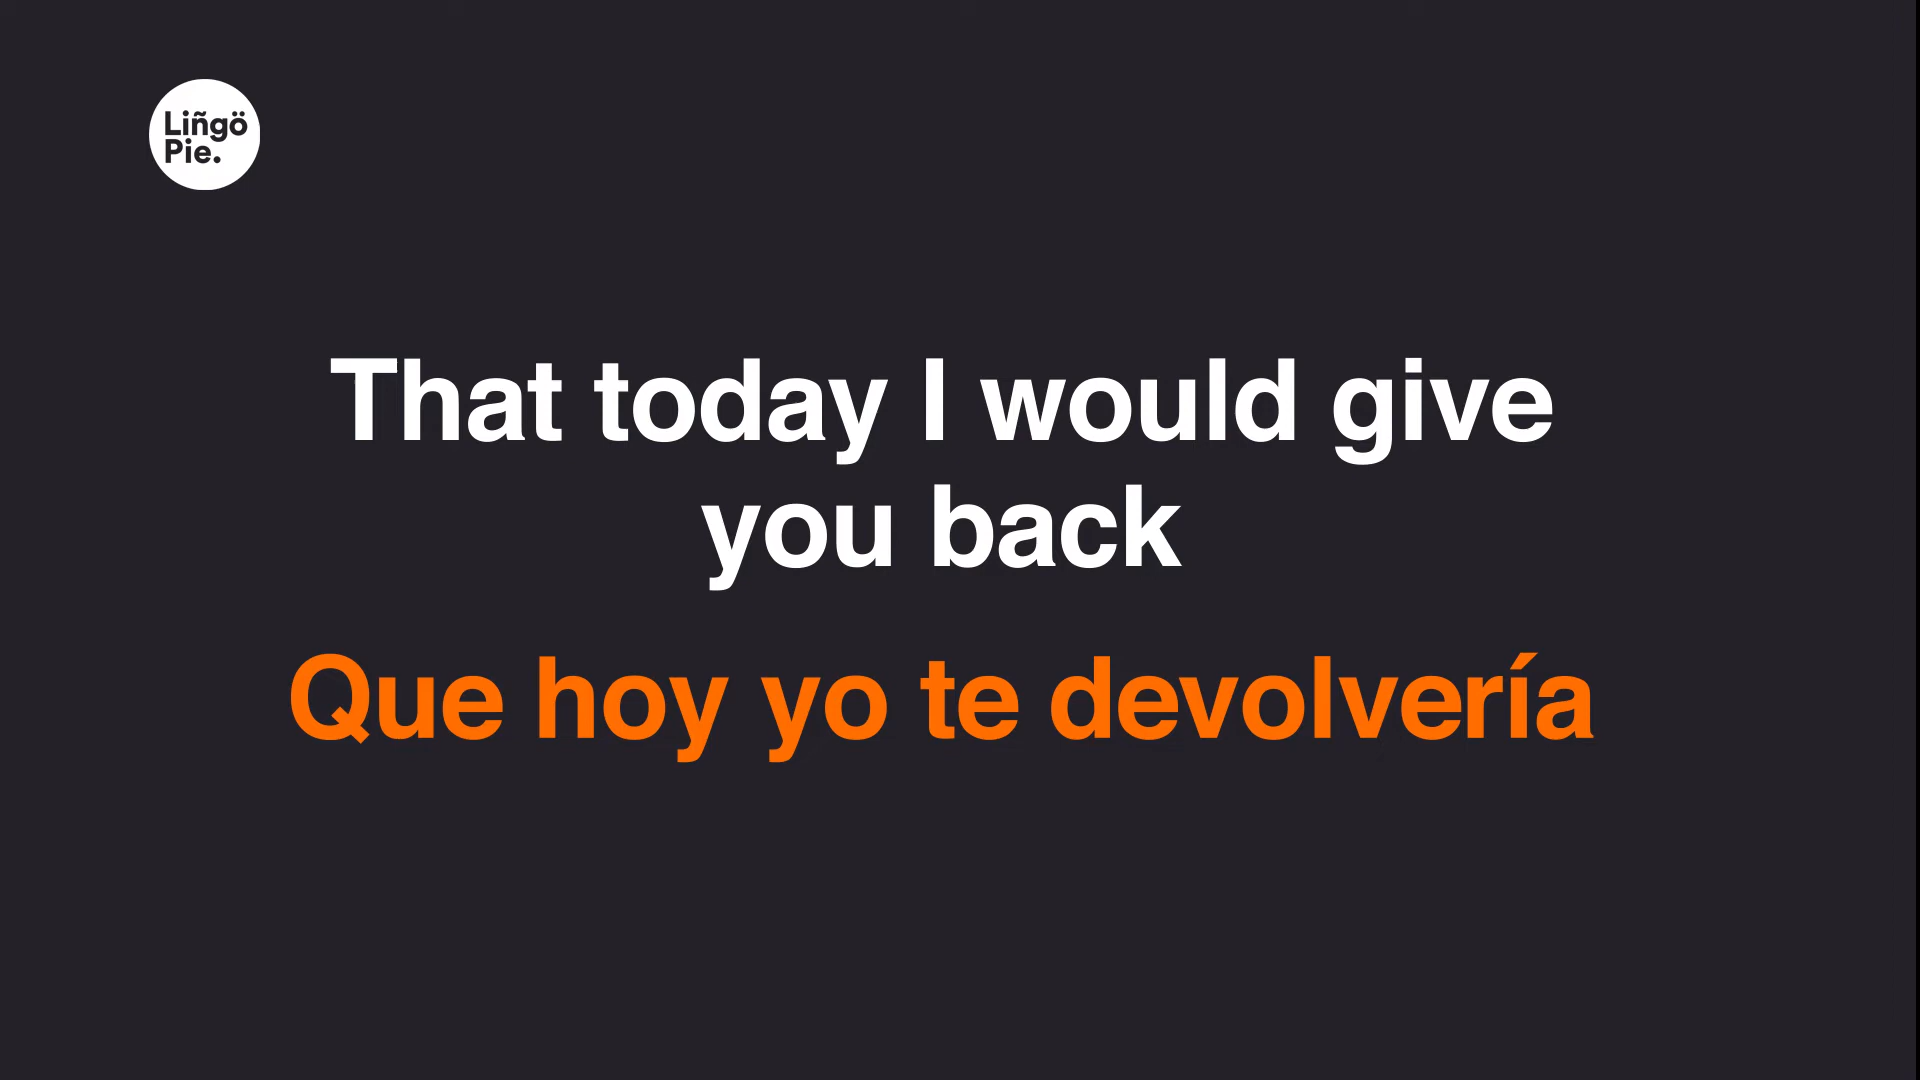 Liñgö
Pie.
That today I would give
you back
Que hoy yo te devolvería